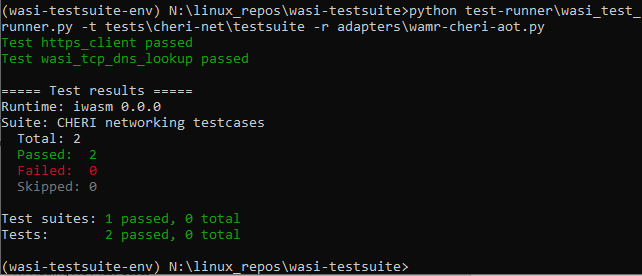 (wasi-testsuite-env) N:\linux_repos\wasi-testsuite>python test-runner\wasi_test_
runner.py -t tests\cheri-net\testsuite -r adapters\wamr-cheri-aot.py
Test https_client passed
Test wasi_tcp_dns_lookup passed
===== Test results =====
Runtime: iwasm 0.0.0
Suite: CHERI networking testcases
Total: 2
Passed: 2
Failed: 0
Skipped: 0
Test suites: 1 passed, 0 total
Tests: 2 passed, 0 total
(wasi-testsuite-env) N:\linux_repos\wasi-testsuite>